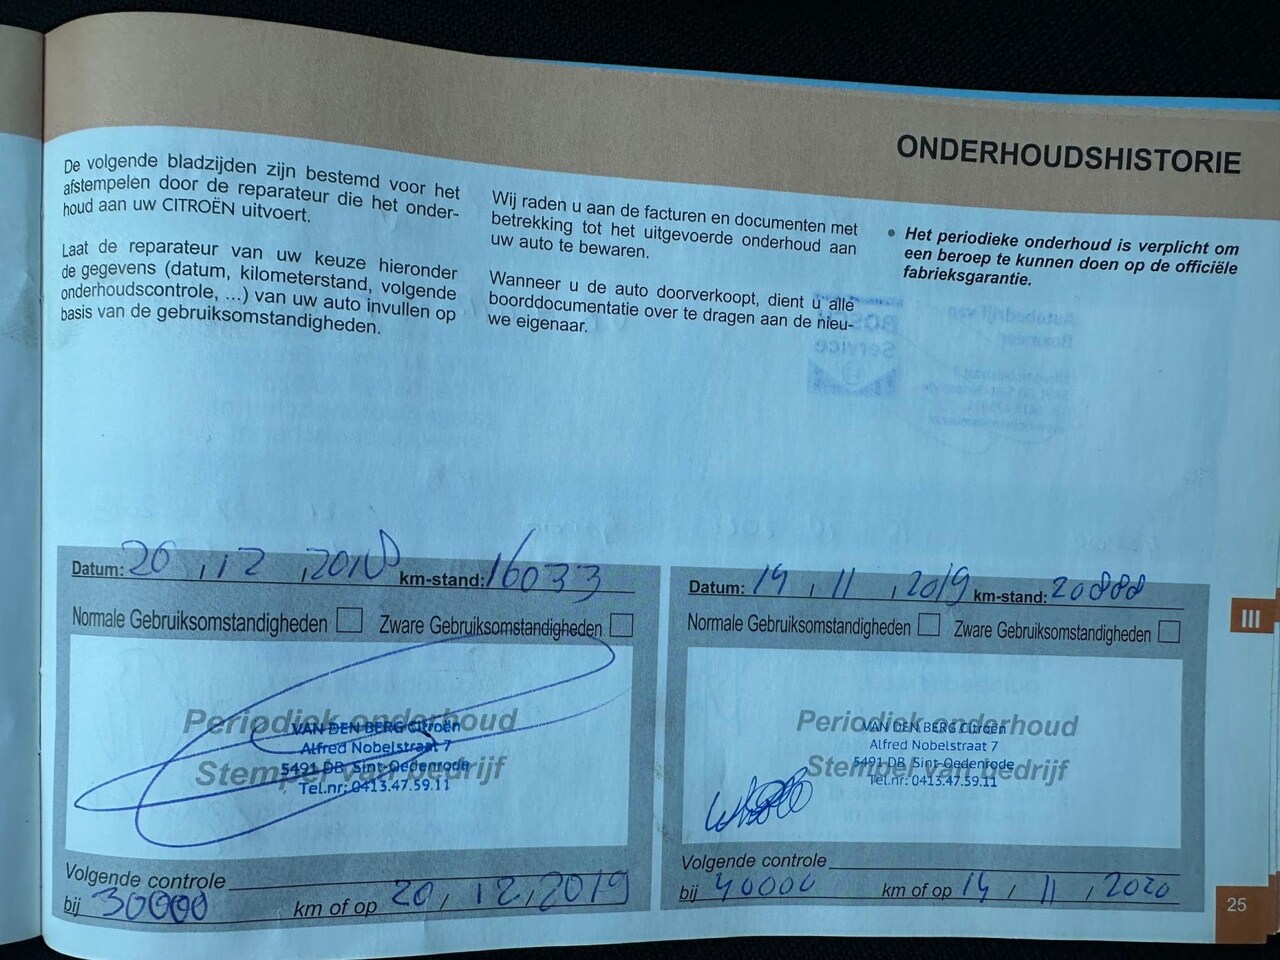 ONDERHOUDSHISTORIE
De volgende bladzijden zijn bestemd voor het
afstempelen door de reparateur die het onder-
houd aan uw CITROËN uitvoert.
Laat de reparateur van uw keuze hieronder
de gegevens (datum, kilometerstand, volgende
onderhoudscontrole, ...) van uw auto invullen op
basis van de gebruiksomstandigheden.
Wij raden u aan de facturen en documenten met
betrekking tot het uitgevoerde onderhoud aan
uw auto te bewaren.
Wanneer u de auto doorverkoopt, dient u alle
boorddocumentatie over te dragen aan de nieu-
we eigenaar.
• Het periodieke onderhoud is verplicht om
een beroep te kunnen doen op de officiële
fabrieksgarantie.
Datum: 20 , 12 , 2018 km-stand: 16033
Normale Gebruiksomstandigheden Zware Gebruiksomstandigheden
Periodiek onderhoud
Stempel van bedrijf
VAN DEN BERG Citroën
Alfred Nobelstraat 7
5491 DB Sint-Oedenrode
Tel.nr: 0413.47.59.11
Volgende controle
bij 30000 km of op 20 , 12 , 2019
Datum: 14 , 11 , 2019 km-stand: 20888
Normale Gebruiksomstandigheden Zware Gebruiksomstandigheden
Periodiek onderhoud
Stempel van bedrijf
VAN DEN BERG Citroën
Alfred Nobelstraat 7
5491 DB Sint-Oedenrode
Tel.nr: 0413.47.59.11
Volgende controle
bij 40000 km of op 14 , 11 , 2020
III
25